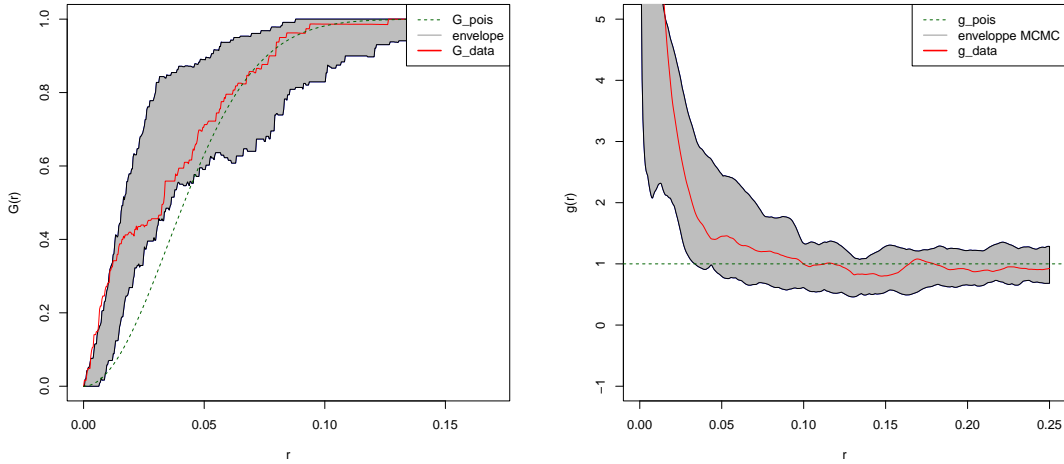 G_pois
envelope
G_data
G(r)
0.0
0.2
0.4
0.6
0.8
1.0
0.00
0.05
0.10
0.15
r
g_pois
enveloppe MCMC
g_data
g(r)
−1
0
1
2
3
4
5
0.00
0.05
0.10
0.15
0.20
0.25
r